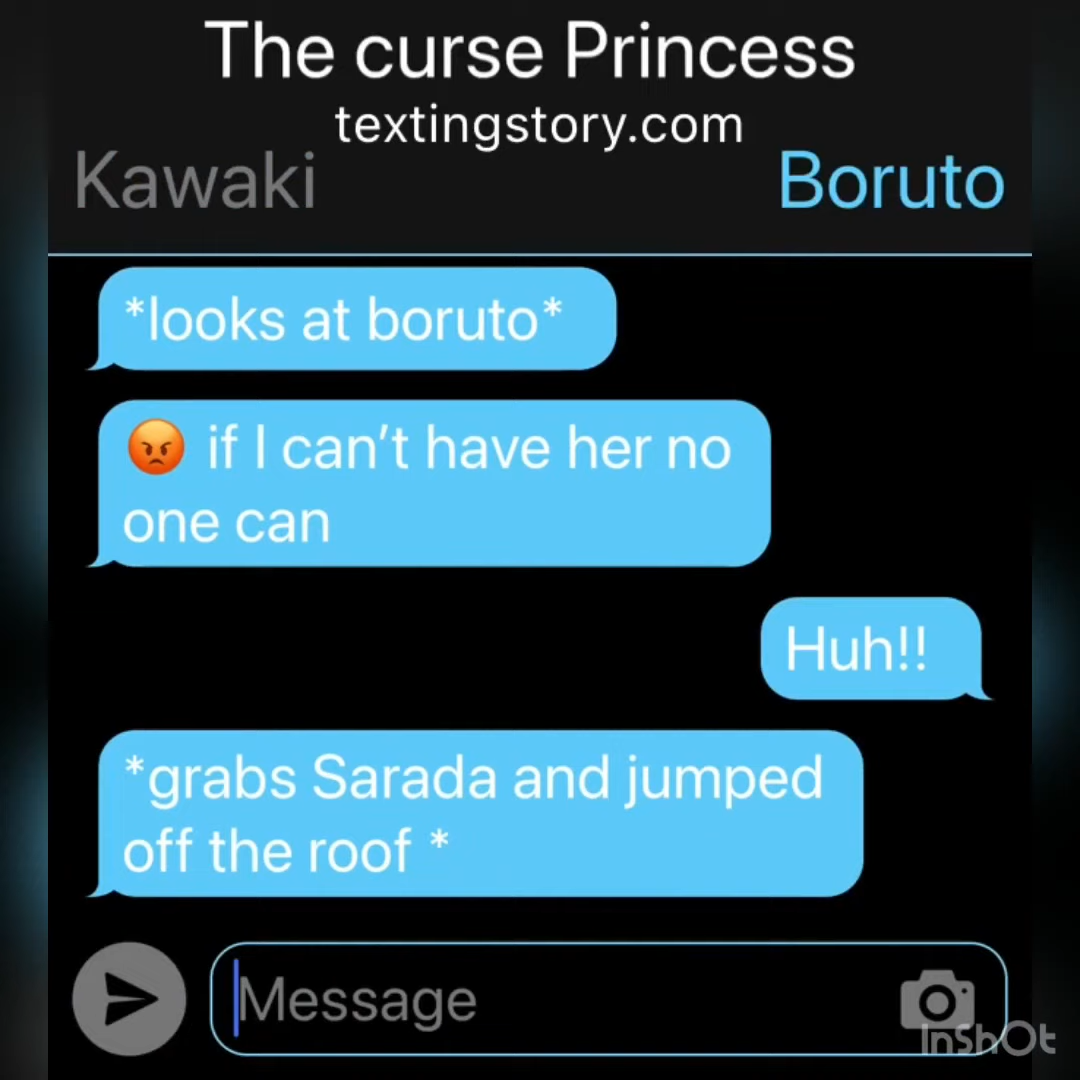 The curse Princess
textingstory.com
Kawaki
Boruto
*looks at boruto*
😡 if I can’t have her no
one can
Huh!!
*grabs Sarada and jumped
off the roof *
Message
InShOt